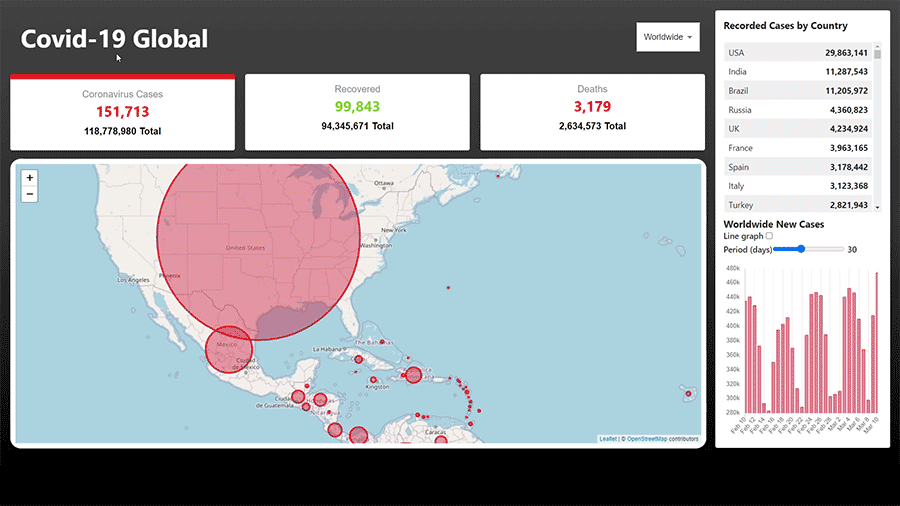 Covid-19 Global
Worldwide
Coronavirus Cases
151,713
118,778,980 Total
Recovered
99,843
94,345,671 Total
Deaths
3,179
2,634,573 Total
+
−
Ottawa
New York
Washington
United States
Los Angeles
Phoenix
México
Ciudad
de México
La Habana
The Bahamas
Kingston
Ciudad
de Guatemala
Honduras
Nicaragua
Caracas
Leaflet | © OpenStreetMap contributors
Recorded Cases by Country
USA 29,863,141
India 11,287,543
Brazil 11,205,972
Russia 4,360,823
UK 4,234,924
France 3,963,165
Spain 3,178,442
Italy 3,123,368
Turkey 2,821,943
Worldwide New Cases
Line graph
Period (days) 30
480k
460k
440k
420k
400k
380k
360k
340k
320k
300k
280k
Feb 10
Feb 12
Feb 14
Feb 16
Feb 18
Feb 20
Feb 22
Feb 24
Feb 26
Feb 28
Mar 2
Mar 4
Mar 6
Mar 8
Mar 10